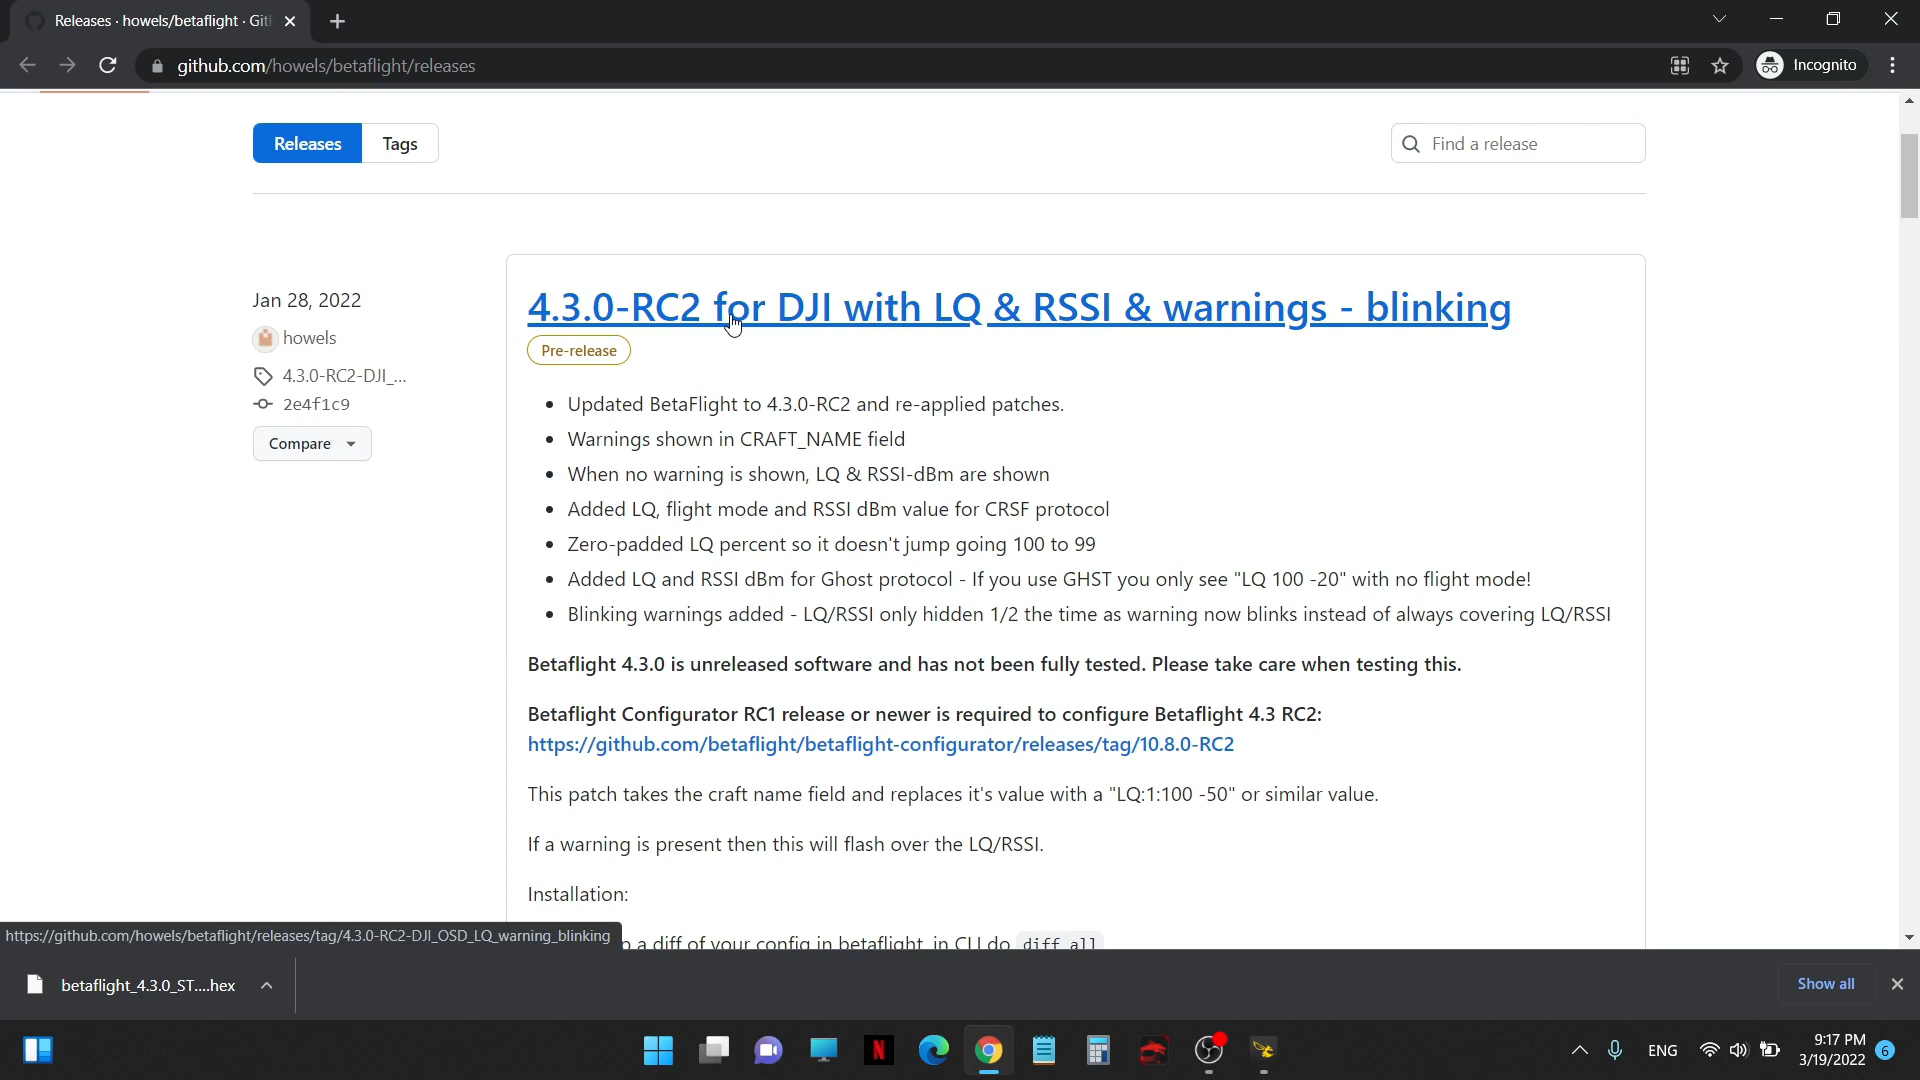 Releases · howels/betaflight · Git
github.com/howels/betaflight/releases
Incognito
Releases
Tags
Find a release
Jan 28, 2022
howels
4.3.0-RC2-DJI_...
2e4f1c9
Compare
4.3.0-RC2 for DJI with LQ & RSSI & warnings - blinking
Pre-release
Updated BetaFlight to 4.3.0-RC2 and re-applied patches.
Warnings shown in CRAFT_NAME field
When no warning is shown, LQ & RSSI-dBm are shown
Added LQ, flight mode and RSSI dBm value for CRSF protocol
Zero-padded LQ percent so it doesn't jump going 100 to 99
Added LQ and RSSI dBm for Ghost protocol - If you use GHST you only see "LQ 100 -20" with no flight mode!
Blinking warnings added - LQ/RSSI only hidden 1/2 the time as warning now blinks instead of always covering LQ/RSSI
Betaflight 4.3.0 is unreleased software and has not been fully tested. Please take care when testing this.
Betaflight Configurator RC1 release or newer is required to configure Betaflight 4.3 RC2:
https://github.com/betaflight/betaflight-configurator/releases/tag/10.8.0-RC2
This patch takes the craft name field and replaces it's value with a "LQ:1:100 -50" or similar value.
If a warning is present then this will flash over the LQ/RSSI.
Installation:
a diff of your config in betaflight, in CLI do diff all
https://github.com/howels/betaflight/releases/tag/4.3.0-RC2-DJI_OSD_LQ_warning_blinking
betaflight_4.3.0_ST....hex
Show all
N
ENG
9:17 PM
3/19/2022
6